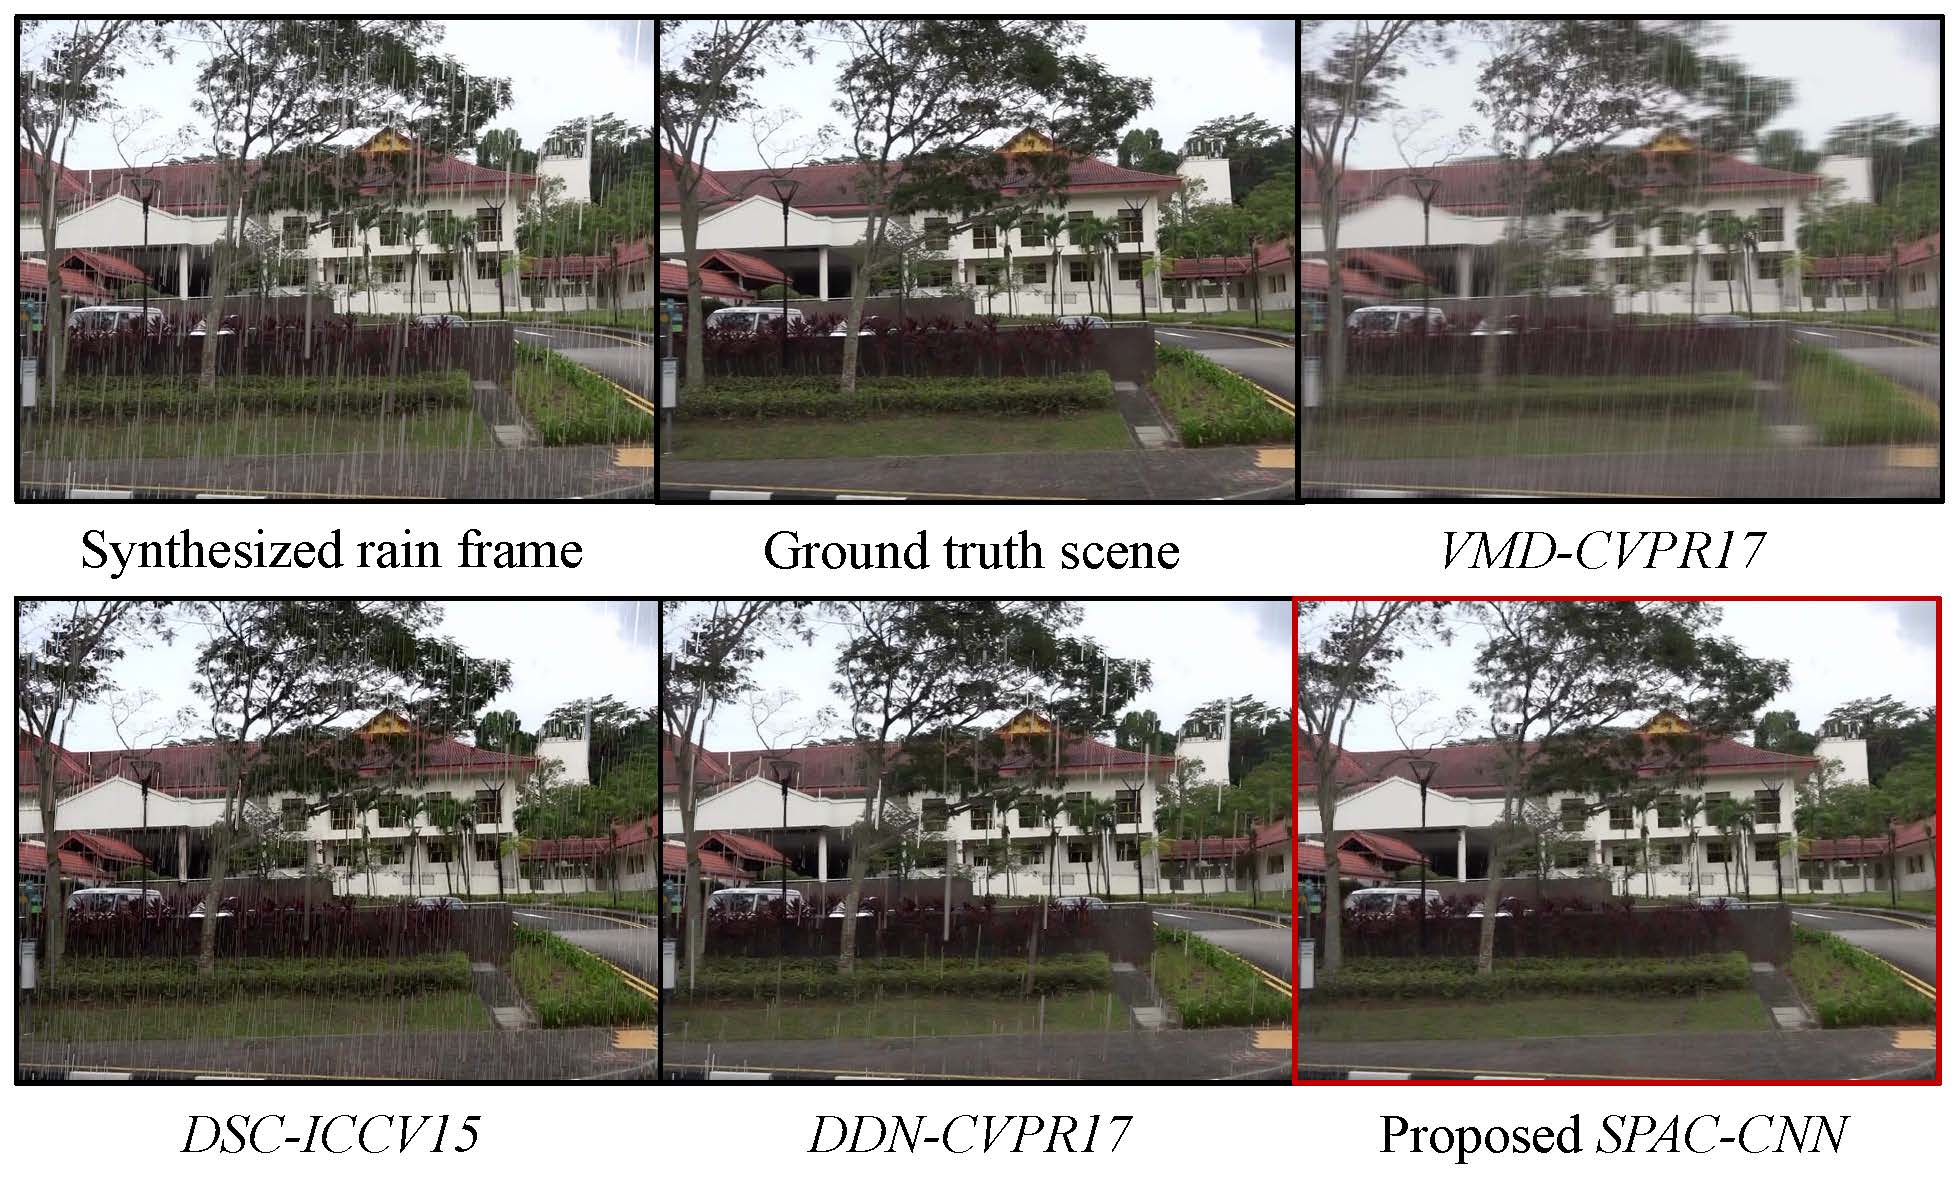 Synthesized rain frame
Ground truth scene
VMD-CVPR17
DSC-ICCV15
DDN-CVPR17
Proposed SPAC-CNN